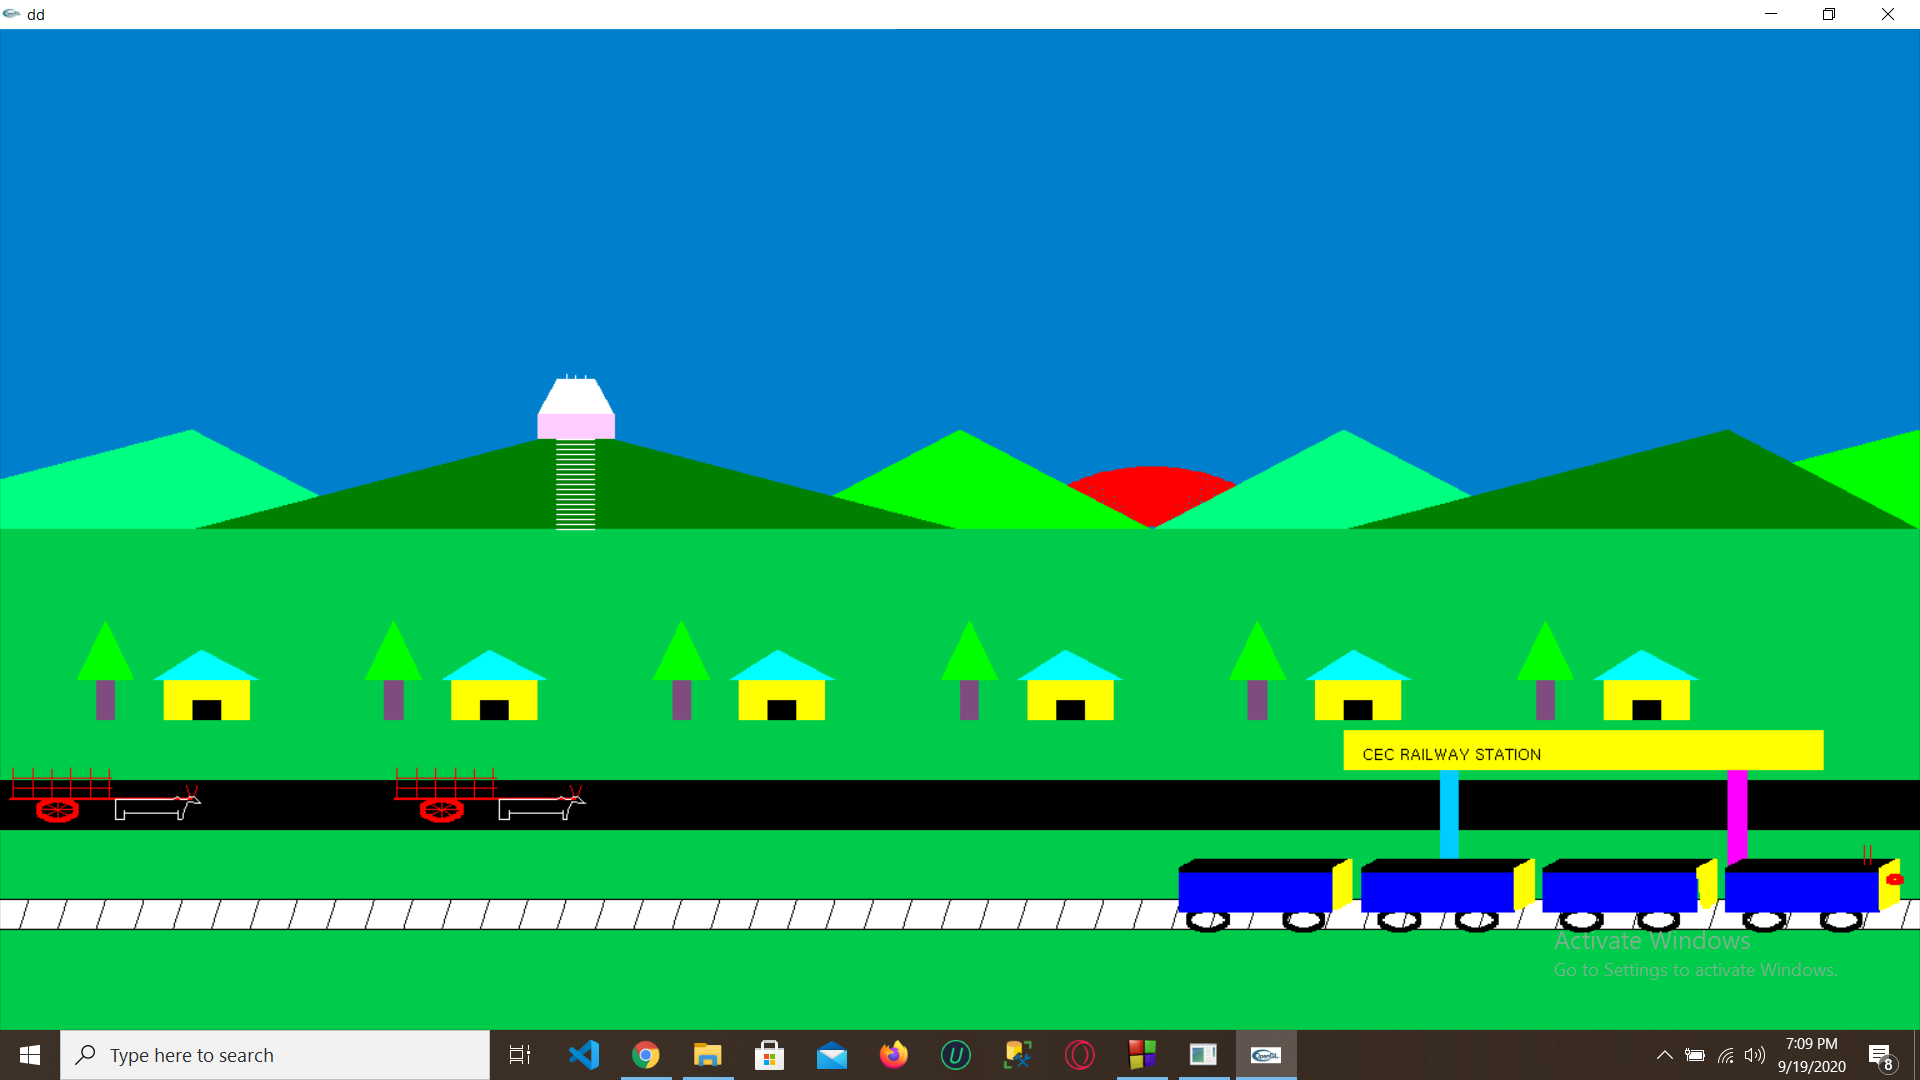 dd
CEC RAILWAY STATION
Activate Windows
Go to Settings to activate Windows.
Type here to search
U
OpenGL
7:09 PM
9/19/2020
8